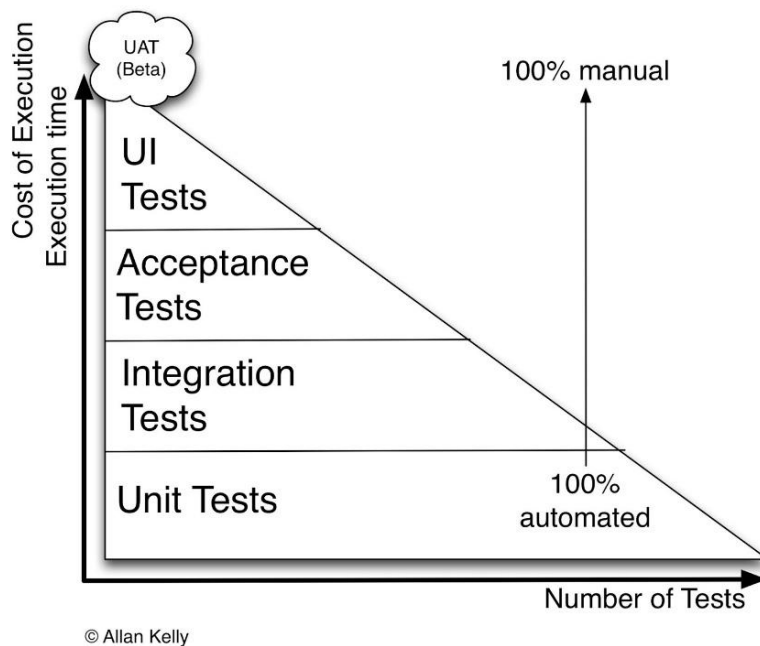 UAT
(Beta)
100% manual
Cost of Execution
Execution time
UI
Tests
Acceptance
Tests
Integration
Tests
Unit Tests
100%
automated
Number of Tests
© Allan Kelly